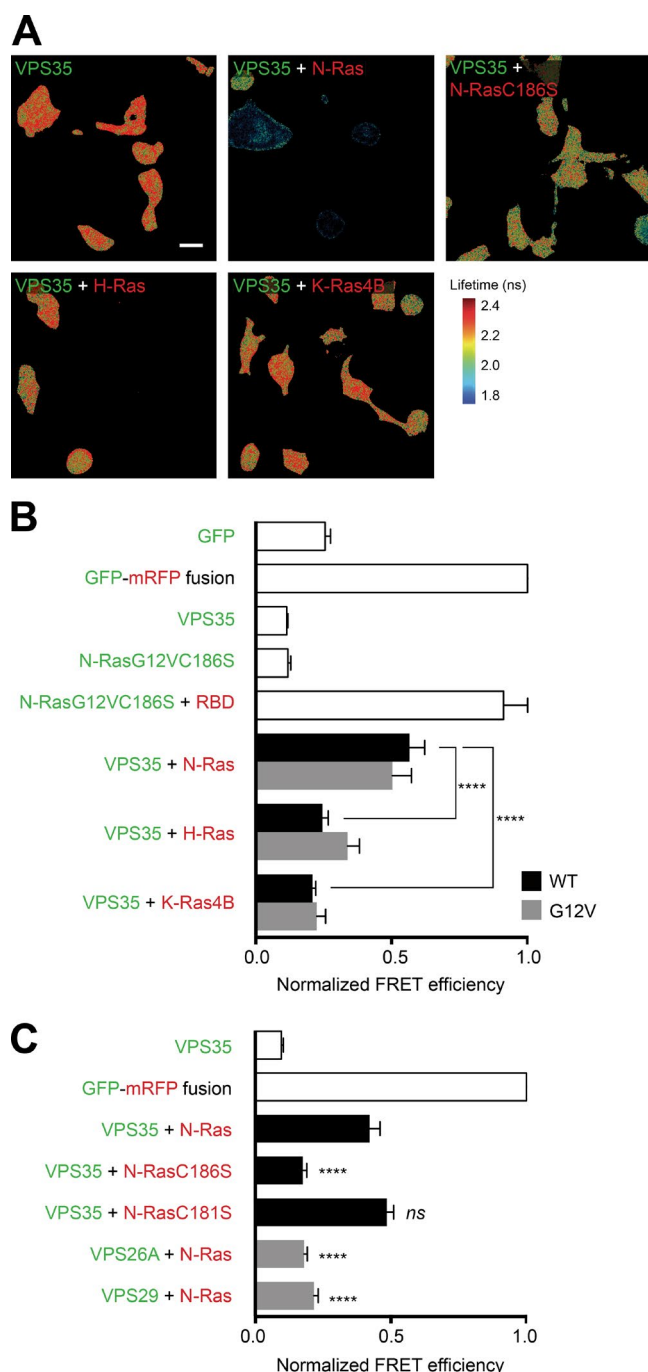 A
VPS35
VPS35 + N-Ras
VPS35 +
N-RasC186S
VPS35 + H-Ras
VPS35 + K-Ras4B
Lifetime (ns)
2.4
2.2
2.0
1.8
B
GFP
GFP-mRFP fusion
VPS35
N-RasG12VC186S
N-RasG12VC186S + RBD
VPS35 + N-Ras
****
VPS35 + H-Ras
****
VPS35 + K-Ras4B
WT
G12V
0.0 0.5 1.0
Normalized FRET efficiency
C
VPS35
GFP-mRFP fusion
VPS35 + N-Ras
VPS35 + N-RasC186S ****
VPS35 + N-RasC181S ns
VPS26A + N-Ras ****
VPS29 + N-Ras ****
0.0 0.5 1.0
Normalized FRET efficiency